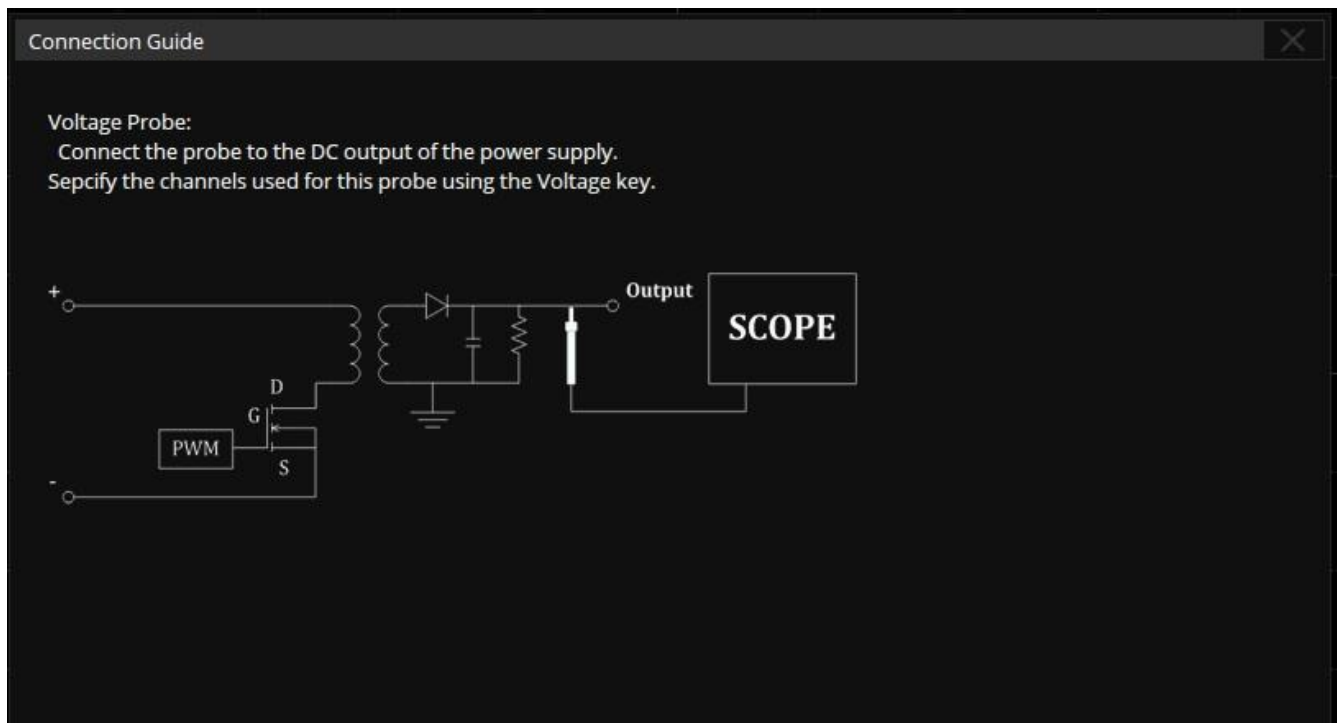 Connection Guide
Voltage Probe:
Connect the probe to the DC output of the power supply.
Sepcify the channels used for this probe using the Voltage key.
+
Output
SCOPE
D
G
PWM
S
-